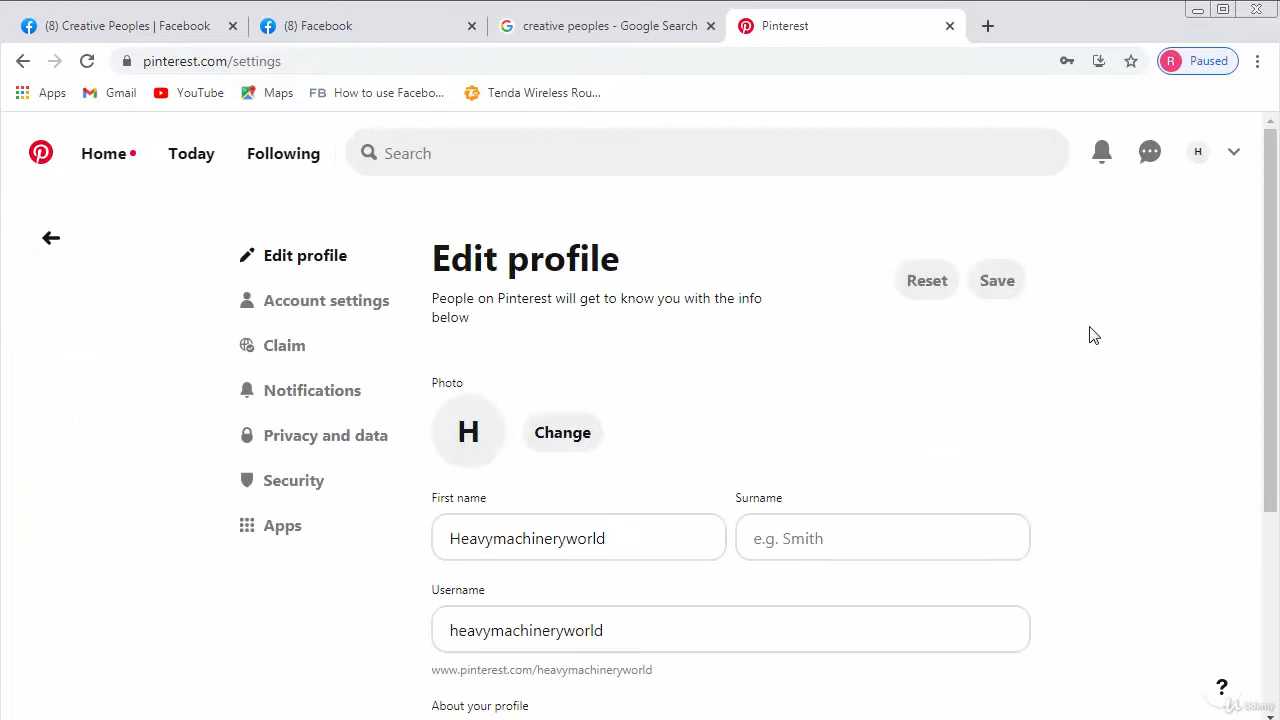 (8) Creative Peoples | Facebook
(8) Facebook
creative peoples - Google Search
Pinterest
pinterest.com/settings
R Paused
Apps
Gmail
YouTube
Maps
FB How to use Facebo...
Tenda Wireless Rou...
Home
Today
Following
Search
H
Edit profile
Account settings
Claim
Notifications
Privacy and data
Security
Apps
Edit profile
People on Pinterest will get to know you with the info
below
Reset
Save
Photo
H
Change
First name
Surname
Heavymachineryworld
e.g. Smith
Username
heavymachineryworld
www.pinterest.com/heavymachineryworld
About your profile
?
Udemy